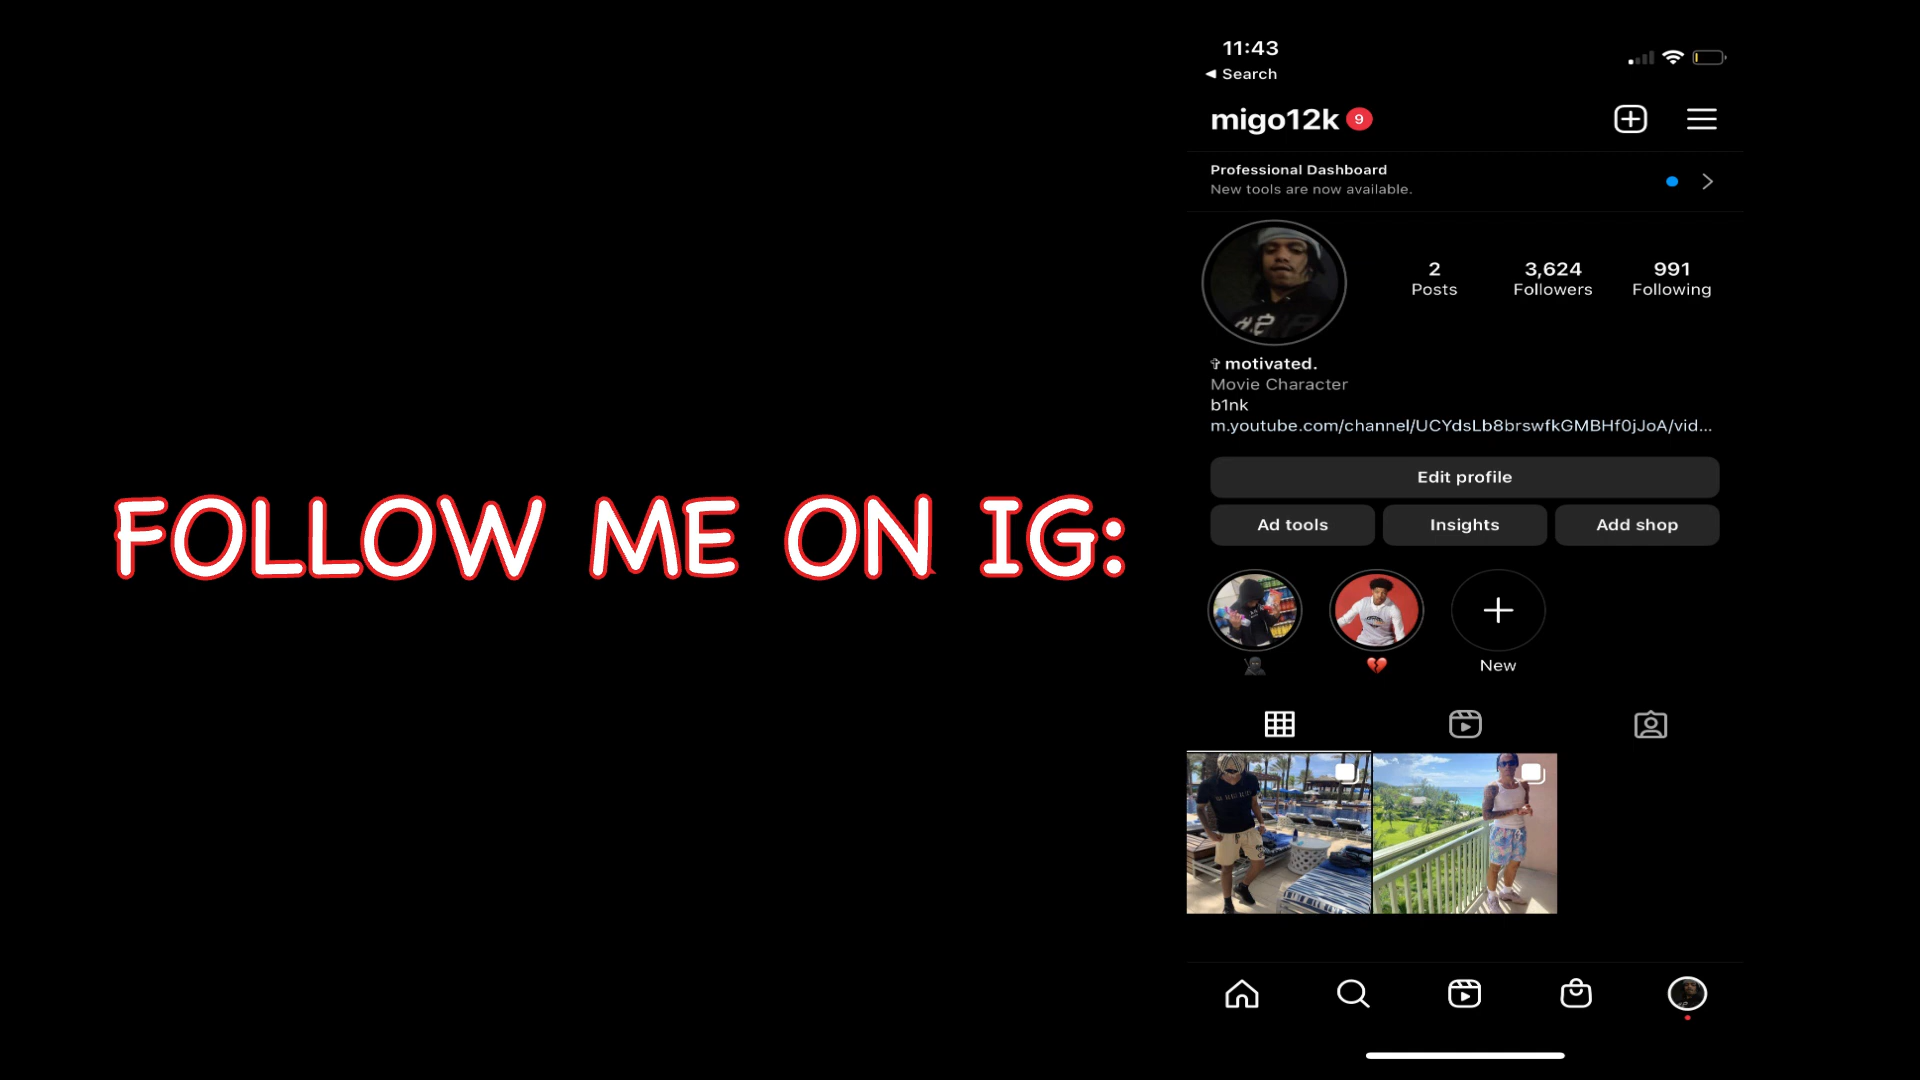 FOLLOW ME ON IG:
11:43
◀ Search
migo12k 9
Professional Dashboard
New tools are now available.
2 3,624 991
Posts Followers Following
✞ motivated.
Movie Character
b1nk
m.youtube.com/channel/UCYdsLb8brswfkGMBHf0jJoA/vid...
Edit profile
Ad tools Insights Add shop
New